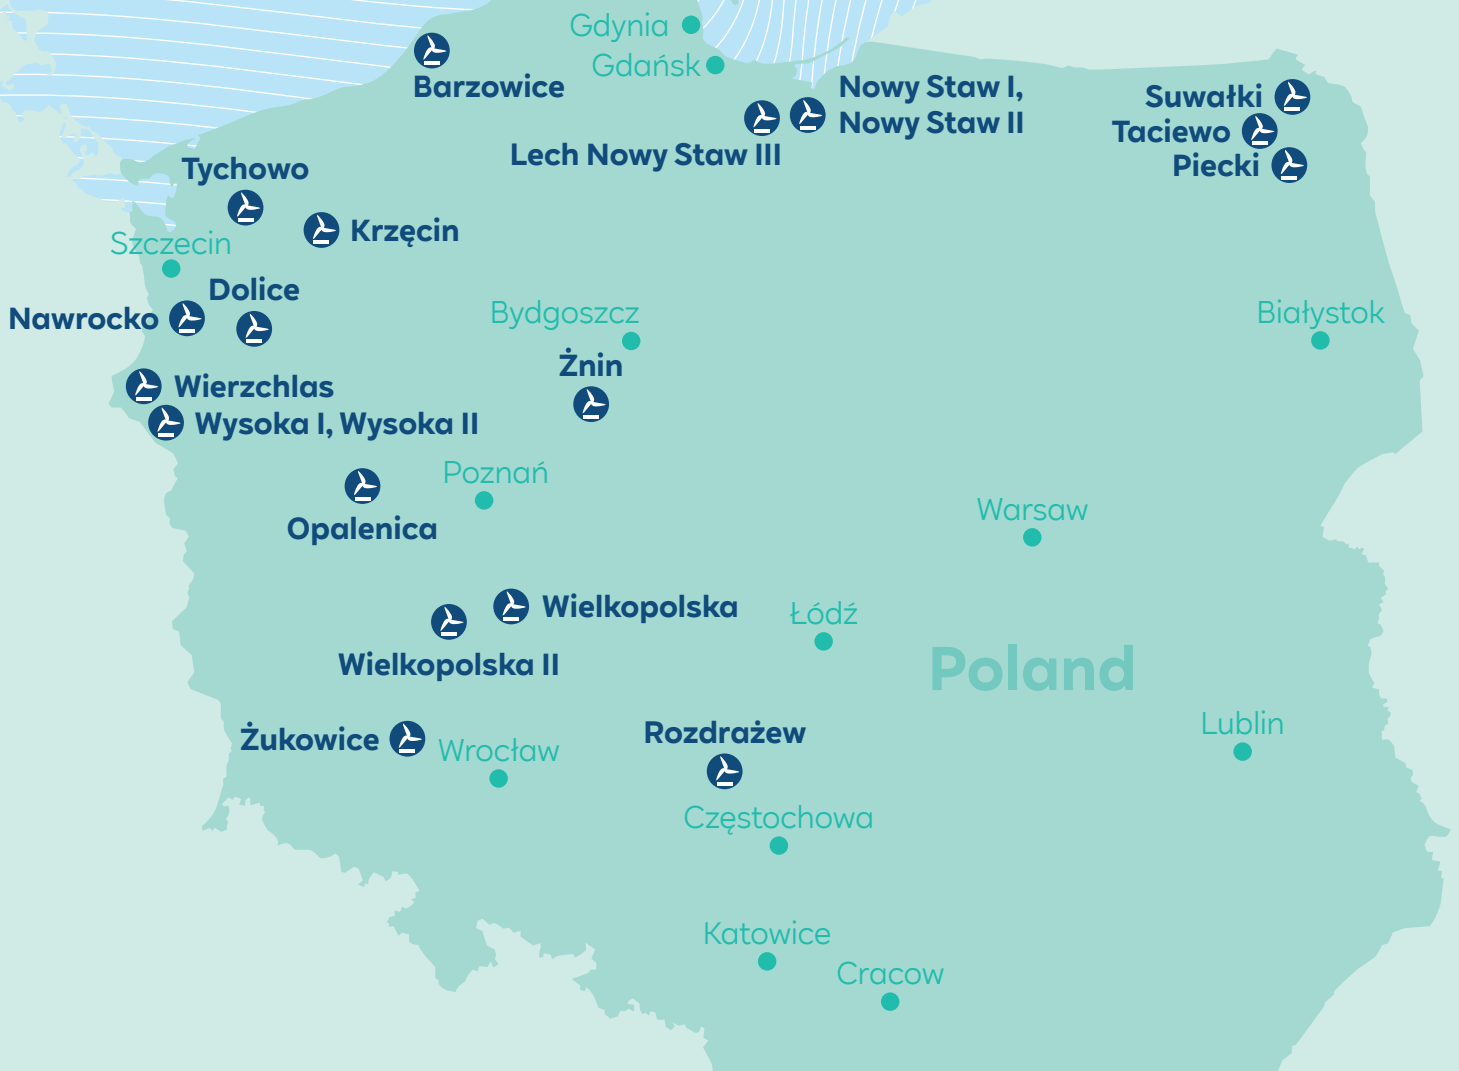 Gdynia
Gdańsk
Barzowice
Nowy Staw I,
Nowy Staw II
Lech Nowy Staw III
Suwałki
Taciewo
Piecki
Tychowo
Krzęcin
Szczecin
Dolice
Nawrocko
Bydgoszcz
Białystok
Żnin
Wierzchlas
Wysoka I, Wysoka II
Poznań
Opalenica
Warsaw
Wielkopolska
Łódź
Wielkopolska II
Poland
Lublin
Żukowice
Wrocław
Rozdrażew
Częstochowa
Katowice
Cracow